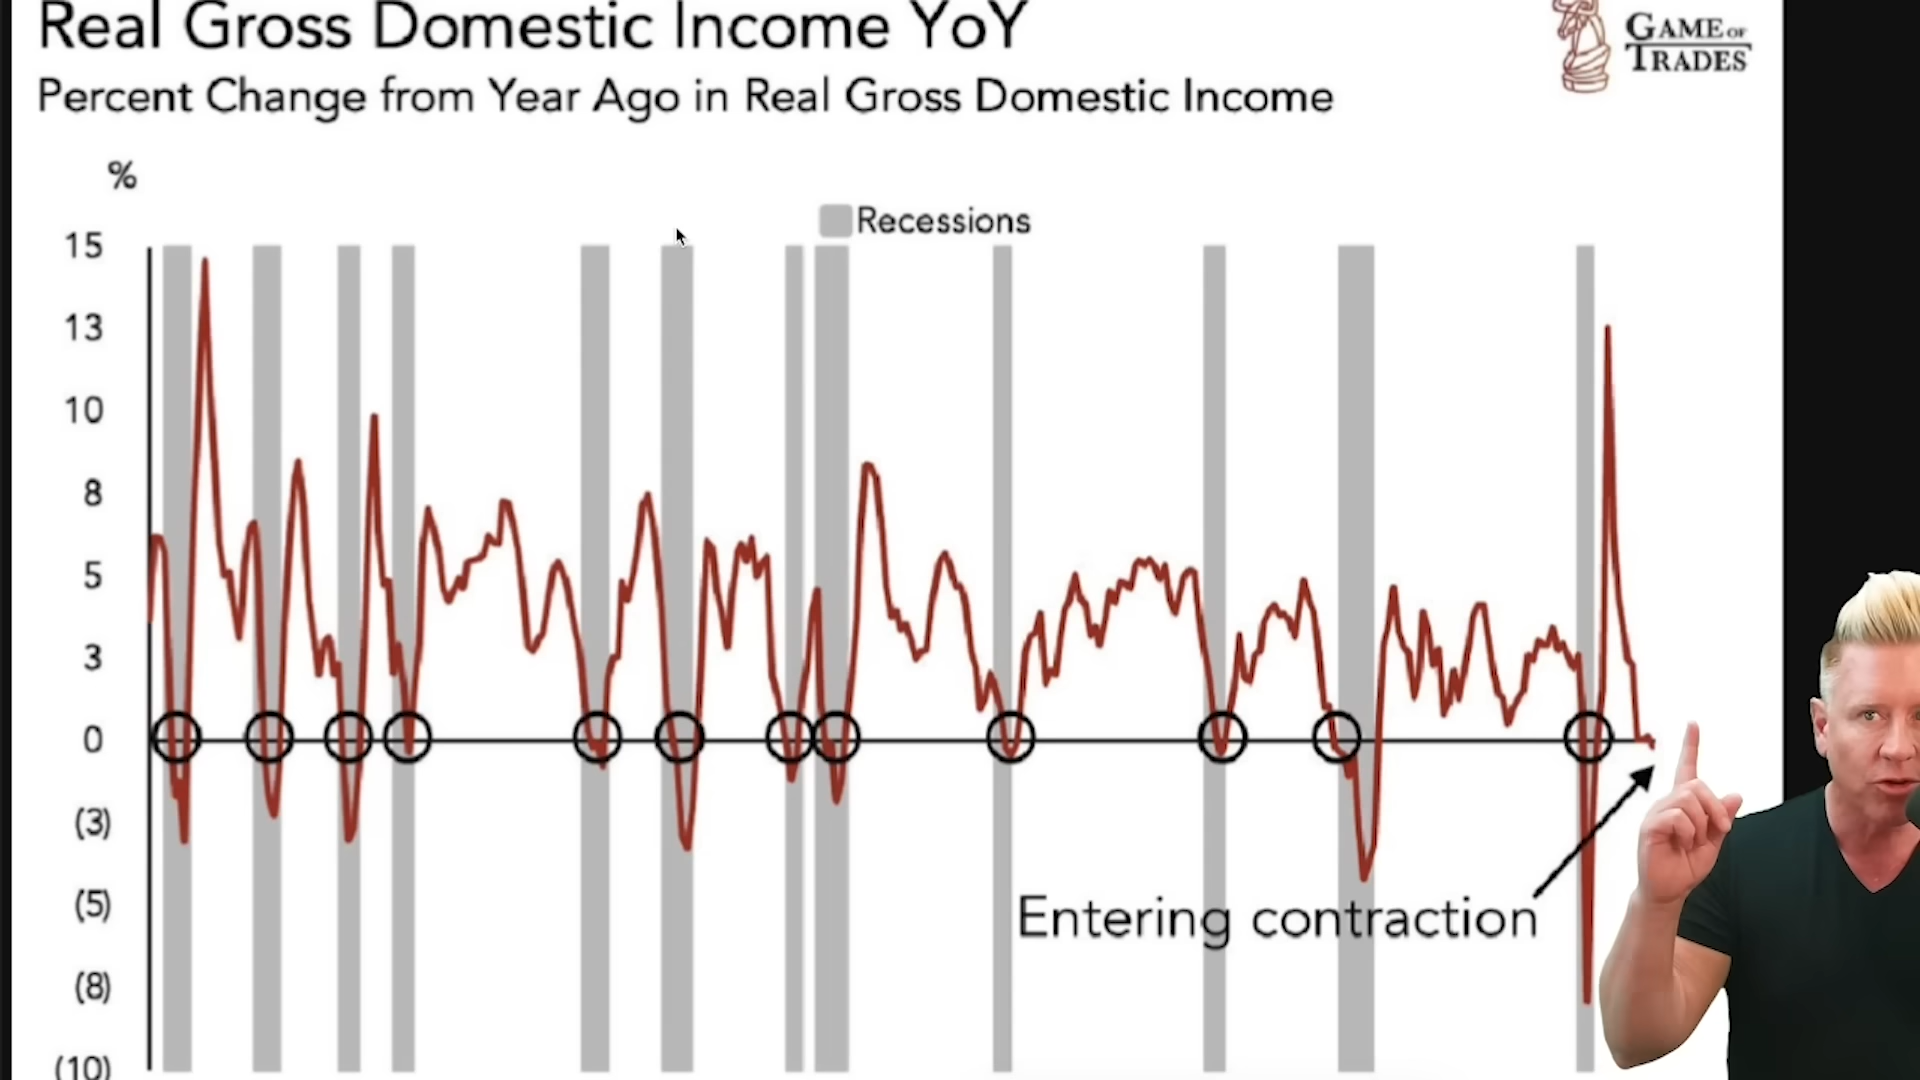 Real Gross Domestic Income YoY
Percent Change from Year Ago in Real Gross Domestic Income
GAME OF
TRADES
%
Recessions
15
13
10
8
5
3
0
(3)
(5)
(8)
(10)
Entering contraction